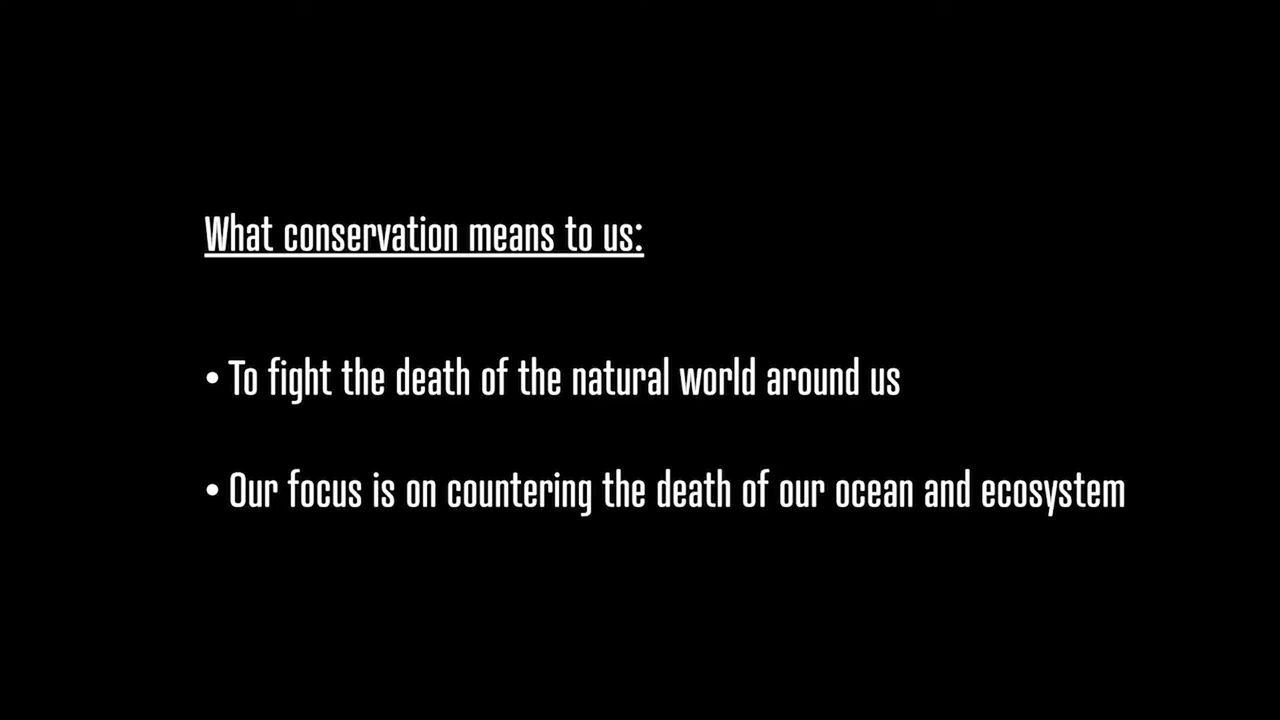 What conservation means to us:
• To fight the death of the natural world around us
• Our focus is on countering the death of our ocean and ecosystem